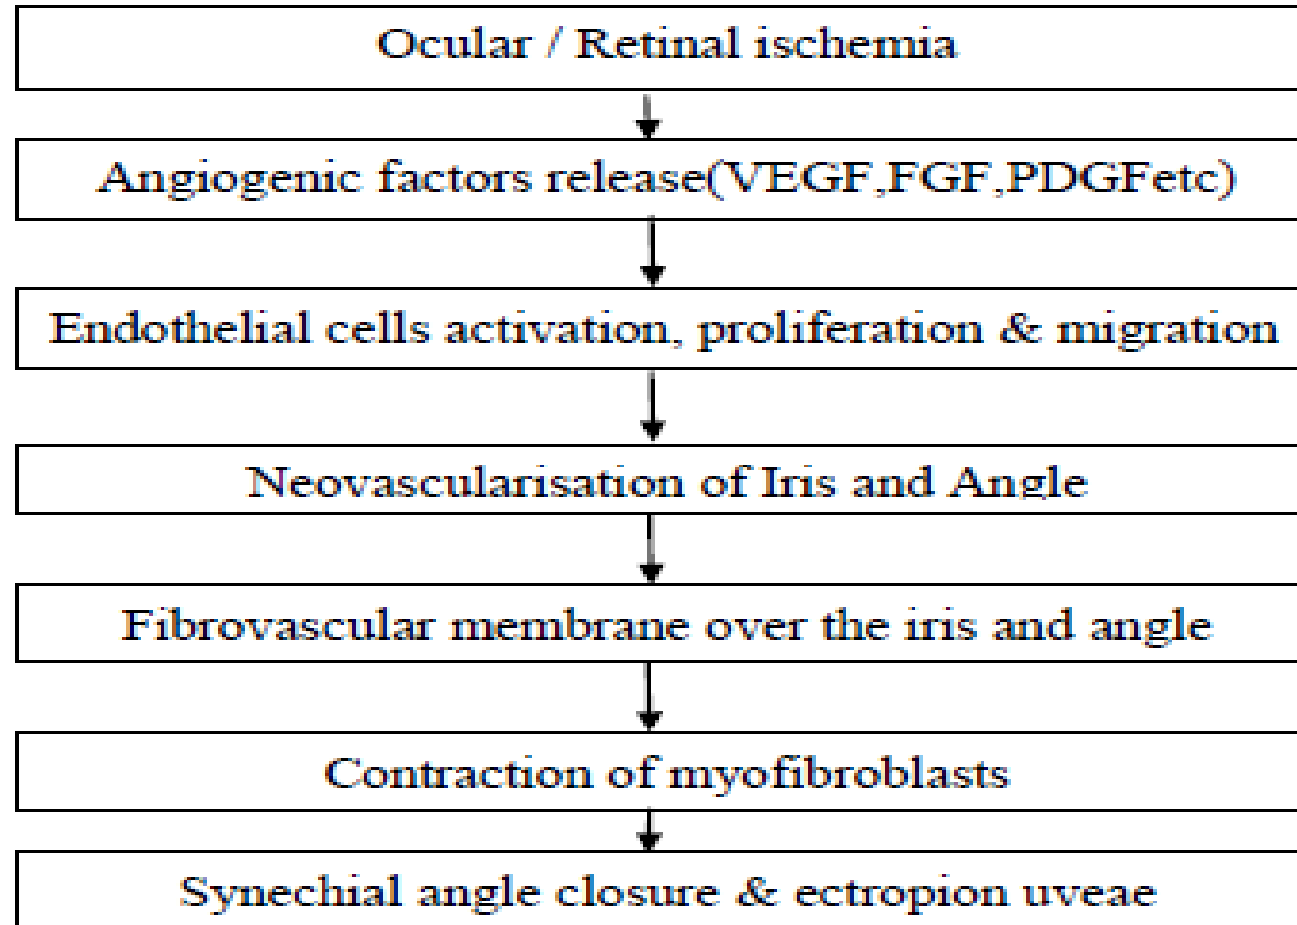 Ocular / Retinal ischemia
Angiogenic factors release(VEGF,FGF,PDGFetc)
Endothelial cells activation, proliferation & migration
Neovascularisation of Iris and Angle
Fibrovascular membrane over the iris and angle
Contraction of myofibroblasts
Synechial angle closure & ectropion uveae